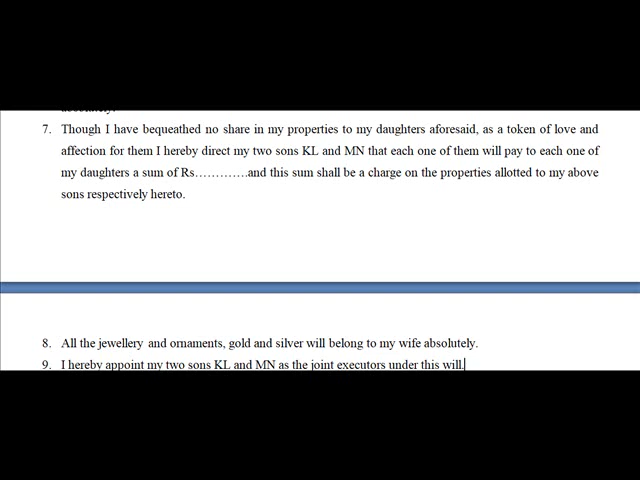 7. Though I have bequeathed no share in my properties to my daughters aforesaid, as a token of love and
affection for them I hereby direct my two sons KL and MN that each one of them will pay to each one of
my daughters a sum of Rs………….and this sum shall be a charge on the properties allotted to my above
sons respectively hereto.
8. All the jewellery and ornaments, gold and silver will belong to my wife absolutely.
9. I hereby appoint my two sons KL and MN as the joint executors under this will.